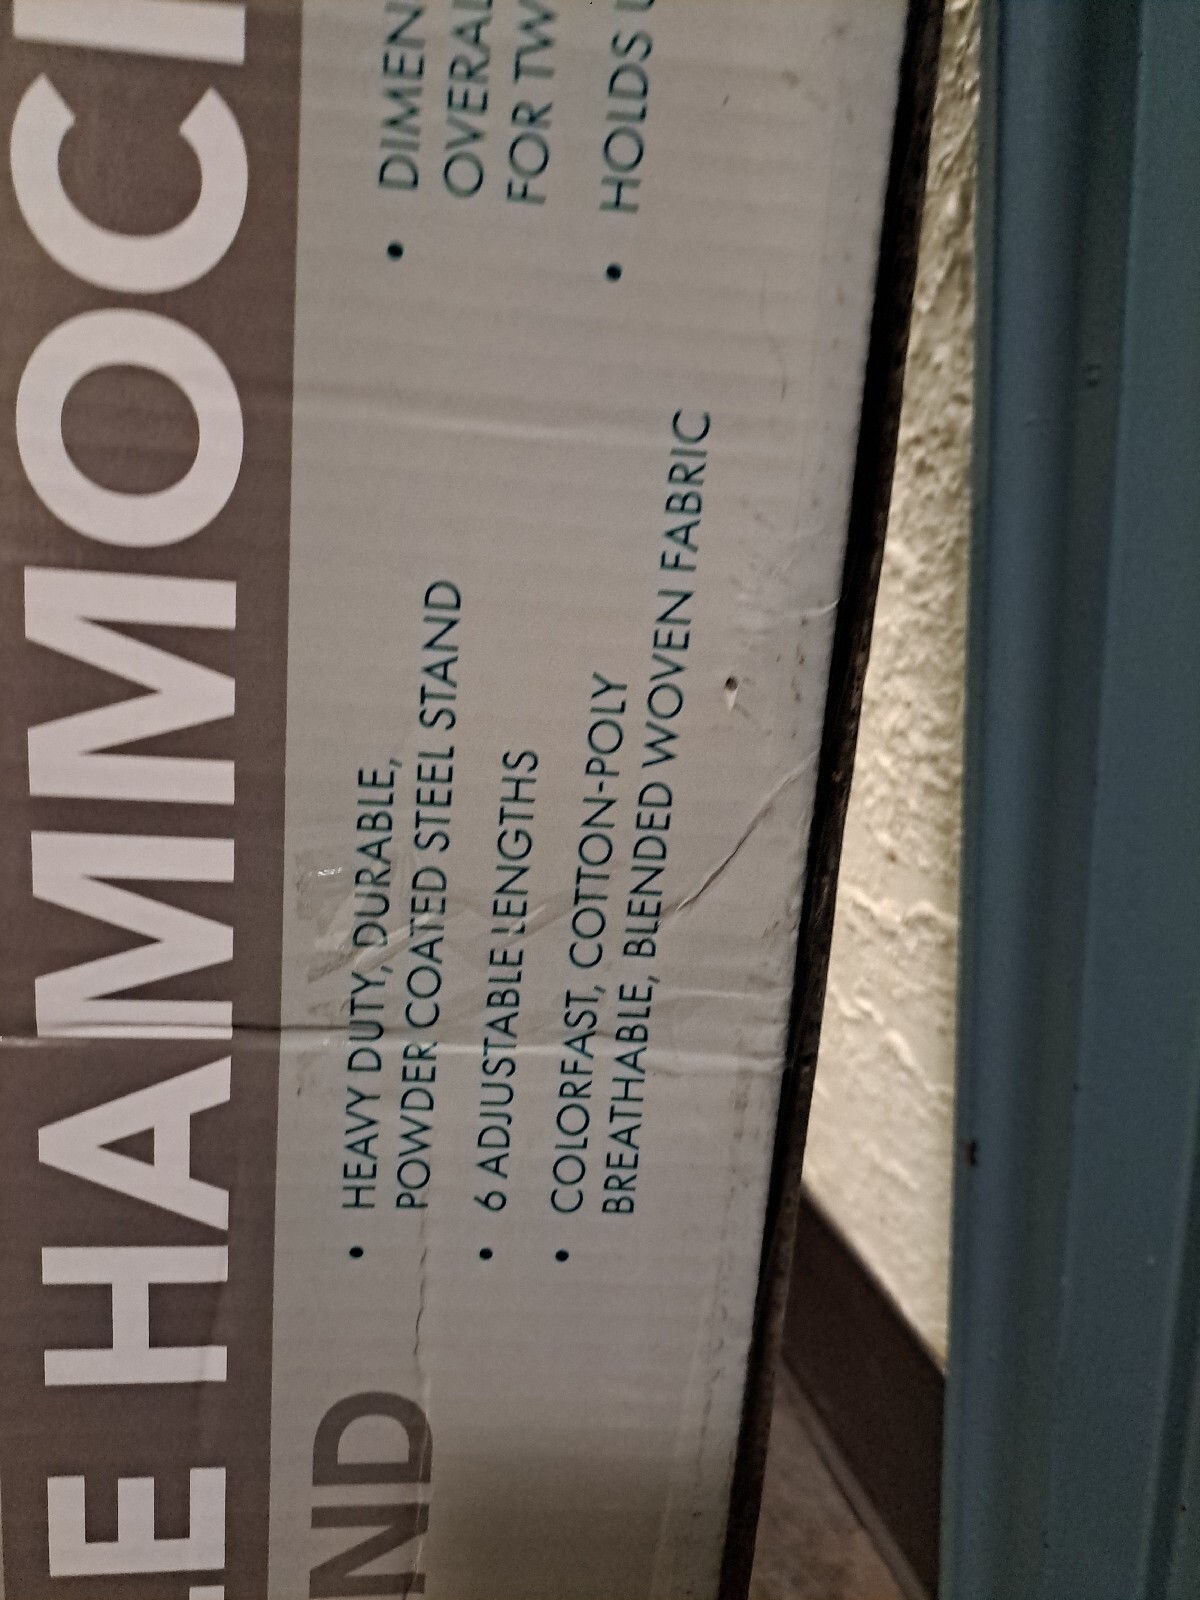 HAMMOC
ND
• HEAVY DUTY, DURABLE,
POWDER COATED STEEL STAND
• 6 ADJUSTABLE LENGTHS
• COLORFAST, COTTON-POLY
BREATHABLE, BLENDED WOVEN FABRIC
• DIMEN
OVERAL
FOR TW
• HOLDS